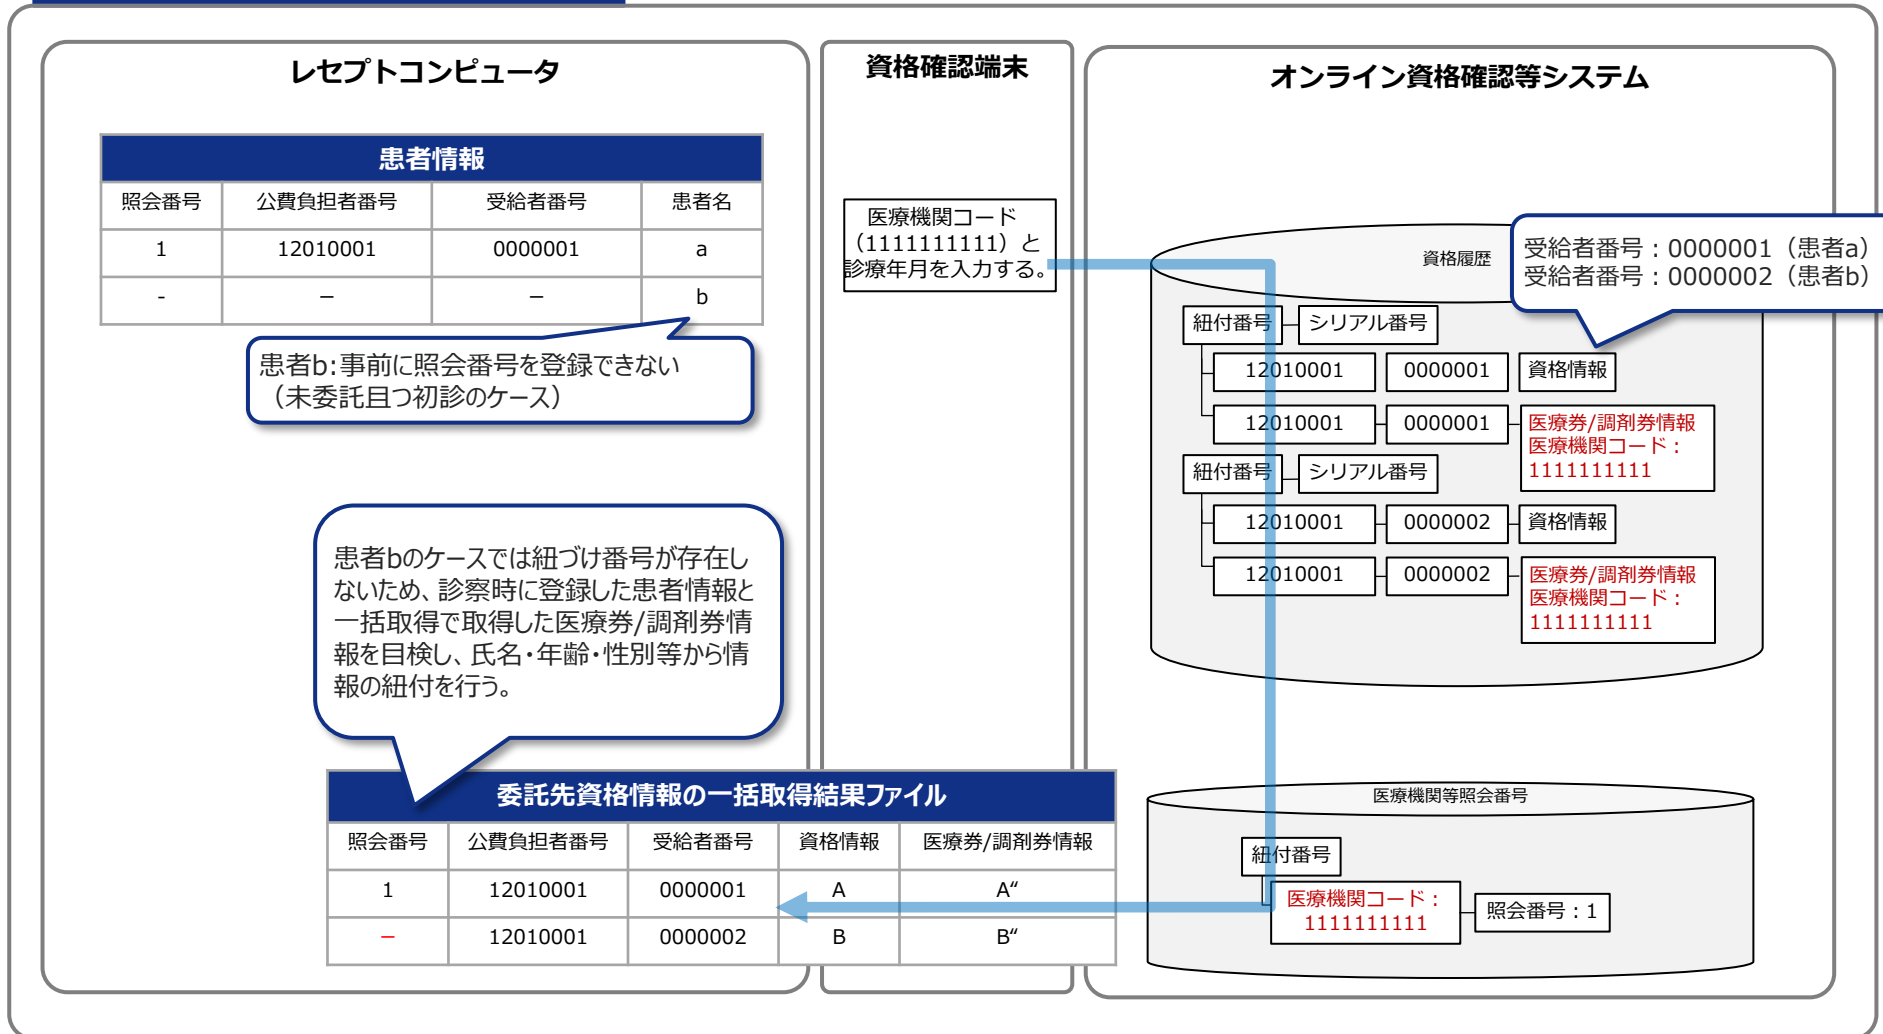 レセプトコンピュータ
資格確認端末
オンライン資格確認等システム
患者情報
照会番号 公費負担者番号 受給者番号 患者名
1 12010001 0000001 a
- － － b
患者b:事前に照会番号を登録できない
（未委託且つ初診のケース）
医療機関コード
（1111111111）と
診療年月を入力する。
資格履歴
受給者番号：0000001（患者a）
受給者番号：0000002（患者b）
紐付番号 シリアル番号
12010001 0000001 資格情報
12010001 0000001 医療券/調剤券情報
医療機関コード：
1111111111
紐付番号 シリアル番号
12010001 0000002 資格情報
12010001 0000002 医療券/調剤券情報
医療機関コード：
1111111111
患者bのケースでは紐づけ番号が存在し
ないため、診察時に登録した患者情報と
一括取得で取得した医療券/調剤券情
報を目検し、氏名・年齢・性別等から情
報の紐付を行う。
委託先資格情報の一括取得結果ファイル
照会番号 公費負担者番号 受給者番号 資格情報 医療券/調剤券情報
1 12010001 0000001 A A“
－ 12010001 0000002 B B“
医療機関等照会番号
紐付番号
医療機関コード：
1111111111
照会番号：1